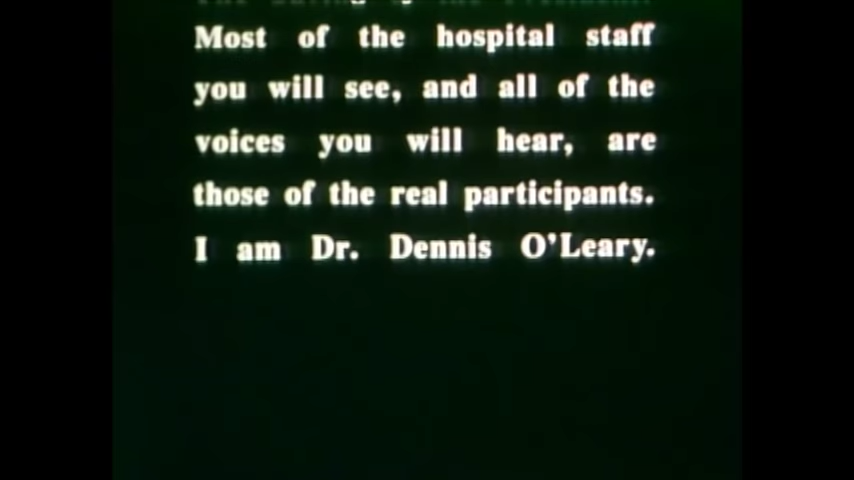 Most of the hospital staff
you will see, and all of the
voices you will hear, are
those of the real participants.
I am Dr. Dennis O'Leary.